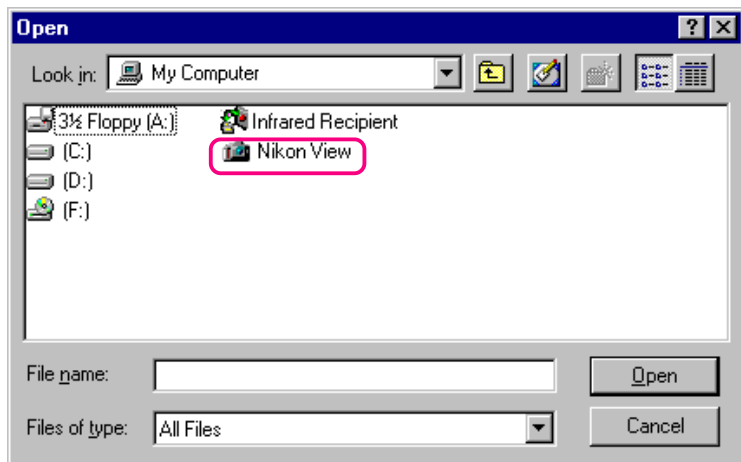 Open
Look in: My Computer
3½ Floppy (A:)
(C:)
(D:)
(F:)
Infrared Recipient
Nikon View
File name:
Open
Files of type: All Files
Cancel